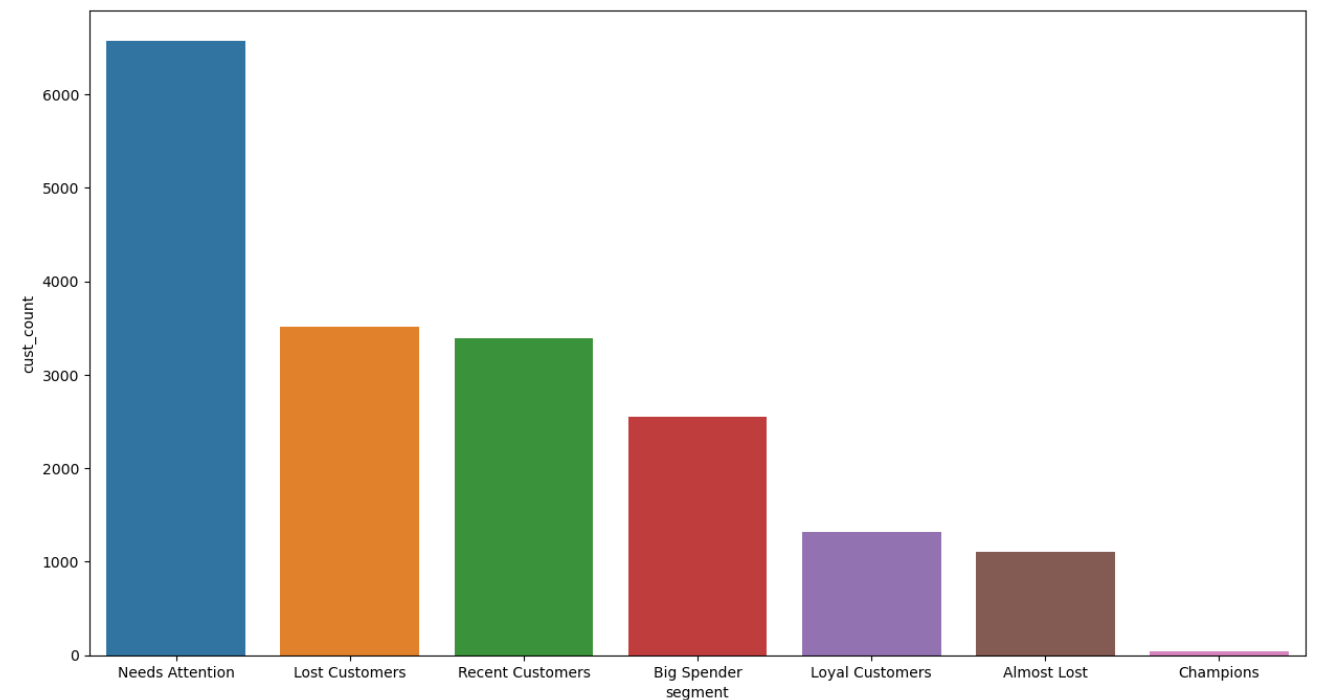 6000
5000
4000
3000
2000
1000
0
cust_count
Needs Attention Lost Customers Recent Customers Big Spender Loyal Customers Almost Lost Champions
segment